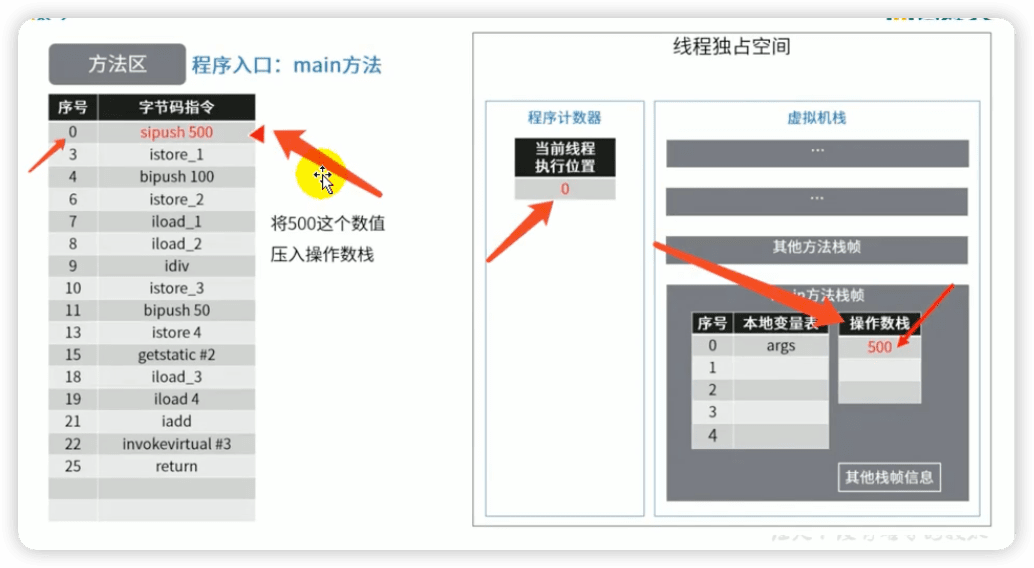 方法区 程序入口：main方法
序号 字节码指令
0 sipush 500
3 istore_1
4 bipush 100
6 istore_2
7 iload_1
8 iload_2
9 idiv
10 istore_3
11 bipush 50
13 istore 4
15 getstatic #2
18 iload_3
19 iload 4
21 iadd
22 invokevirtual #3
25 return
将500这个数值
压入操作数栈
线程独占空间
程序计数器
当前线程
执行位置
0
虚拟机栈
...
...
其他方法栈帧
方法栈帧
序号 本地变量表 操作数栈
0 args 500
1
2
3
4
其他栈帧信息